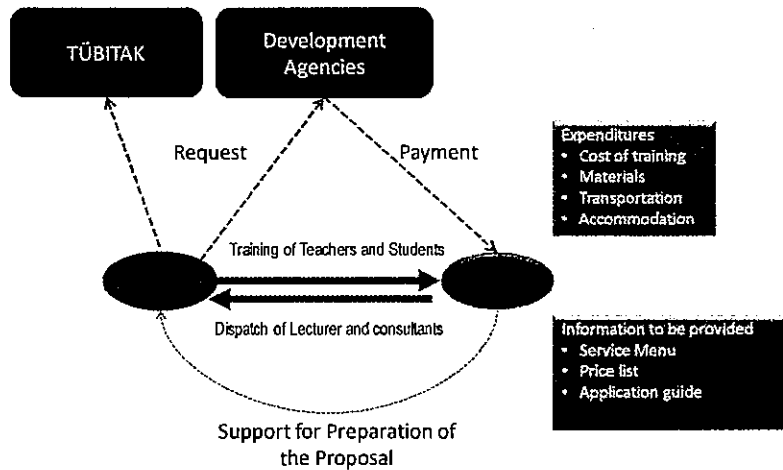 TÜBITAK
Development
Agencies
Request
Payment
Expenditures
• Cost of training
• Materials
• Transportation
• Accommodation
Training of Teachers and Students
Dispatch of Lecturer and consultants
Information to be provided
• Service Menu
• Price list
• Application guide
Support for Preparation of
the Proposal